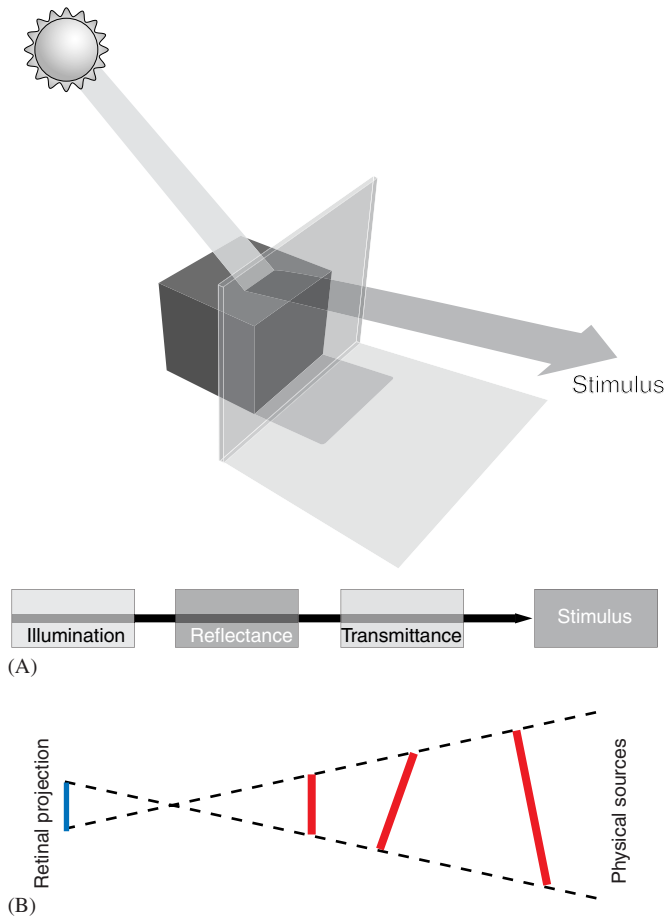 Stimulus
Illumination
Reflectance
Transmittance
Stimulus
(A)
Retinal projection
Physical sources
(B)